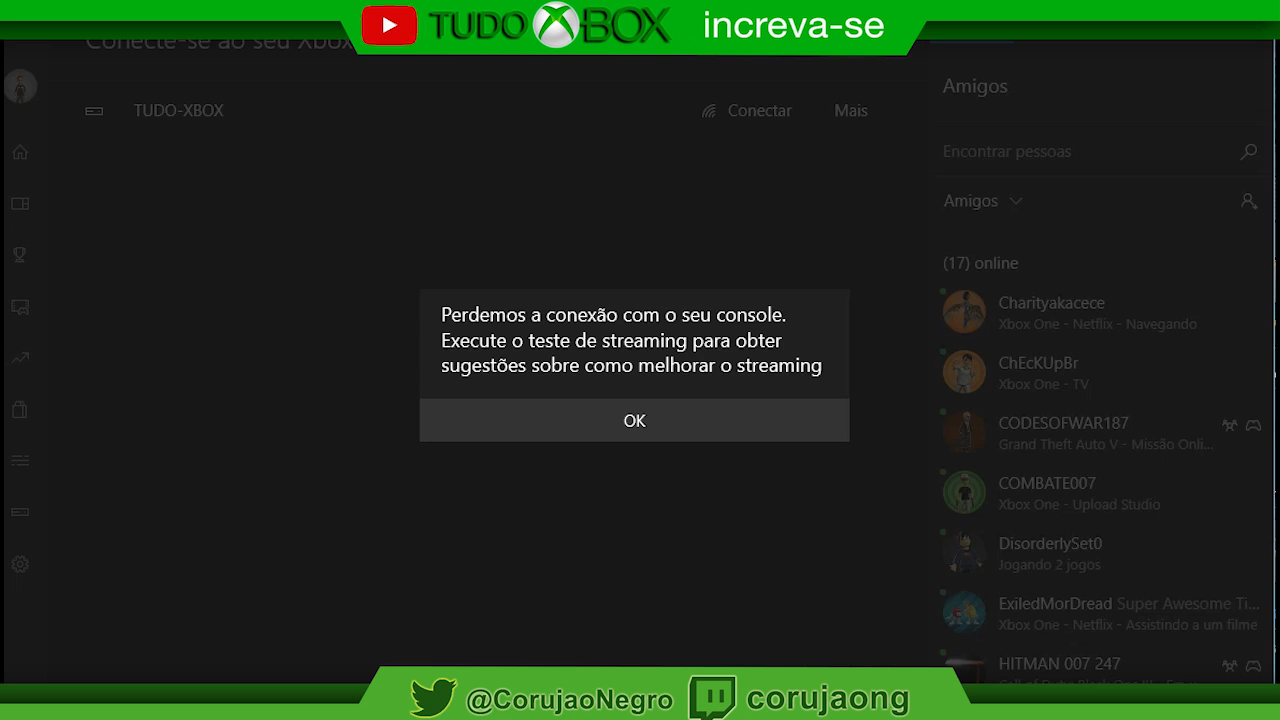 TUDO XBOX increva-se
Conecte-se ao seu Xbox
TUDO-XBOX Conectar Mais
Perdemos a conexão com o seu console.
Execute o teste de streaming para obter
sugestões sobre como melhorar o streaming
OK
Amigos
Encontrar pessoas
Amigos
(17) online
Charityakacece
Xbox One - Netflix - Navegando
ChEcKUpBr
Xbox One - TV
CODESOFWAR187
Grand Theft Auto V - Missão Onli...
COMBATE007
Xbox One - Upload Studio
DisorderlySet0
Jogando 2 jogos
ExiledMorDread Super Awesome Ti...
Xbox One - Netflix - Assistindo a um filme
HITMAN 007 247
@CorujaoNegro corujaong